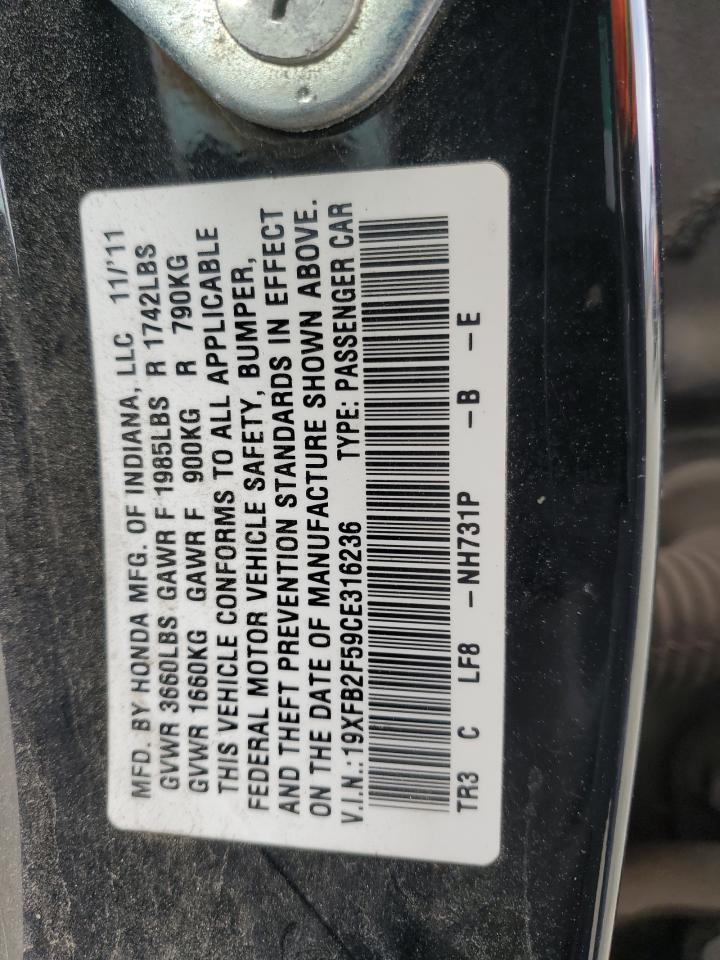 MFD. BY HONDA MFG. OF INDIANA, LLC 11/'11
GVWR 3660LBS GAWR F 1985LBS R 1742LBS
GVWR 1660KG GAWR F 900KG R 790KG
THIS VEHICLE CONFORMS TO ALL APPLICABLE
FEDERAL MOTOR VEHICLE SAFETY, BUMPER,
AND THEFT PREVENTION STANDARDS IN EFFECT
ON THE DATE OF MANUFACTURE SHOWN ABOVE.
V.I.N.:19XFB2F59CE316236 TYPE: PASSENGER CAR
TR3 C LF8 -NH731P -B -E